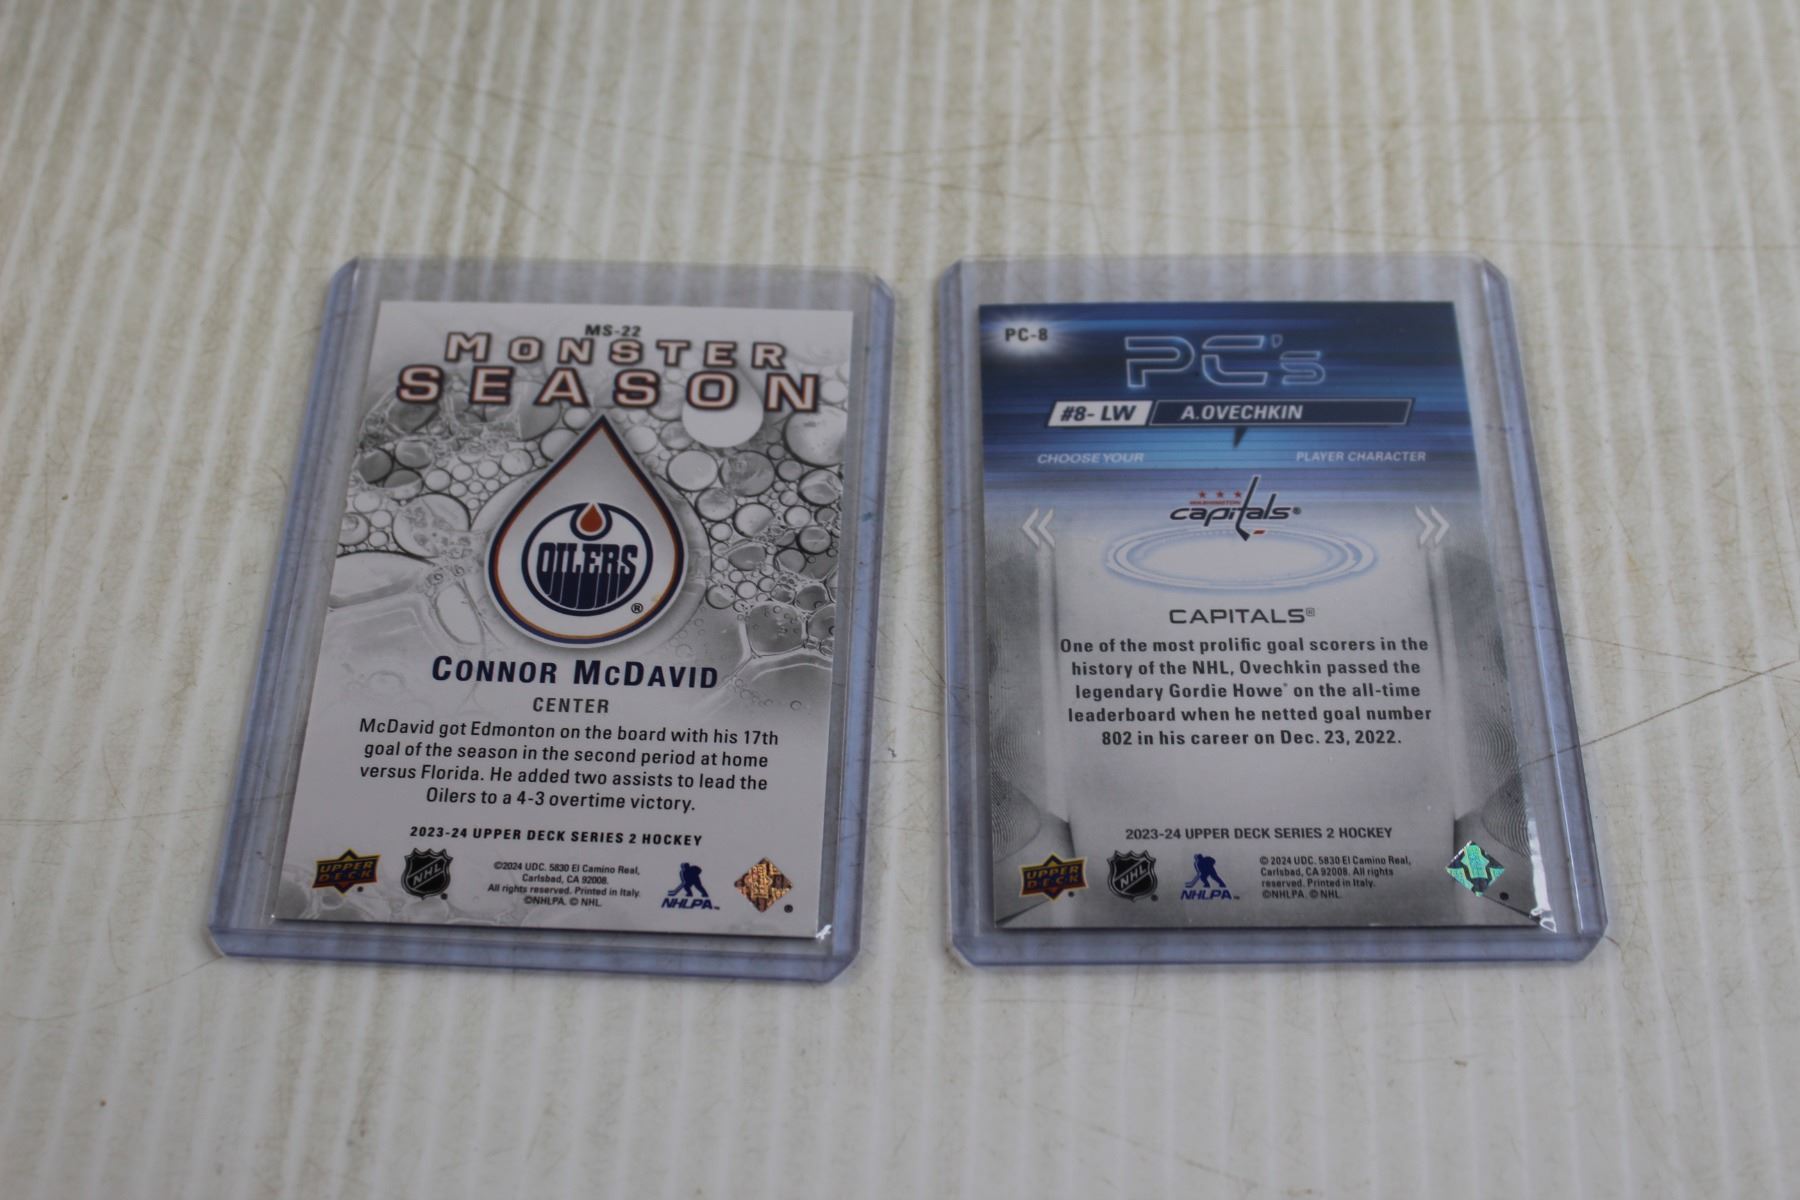 MS-22
MONSTER
SEASON
OILERS®
CONNOR MCDAVID
CENTER
McDavid got Edmonton on the board with his 17th
goal of the season in the second period at home
versus Florida. He added two assists to lead the
Oilers to a 4-3 overtime victory.
2023-24 UPPER DECK SERIES 2 HOCKEY
UPPER
DECK
NHL
©2024 UDC. 5830 El Camino Real,
Carlsbad, CA 92008.
All rights reserved. Printed in Italy.
©NHLPA. © NHL.
NHLPA™
PC-8
PC's
#8- LW A.OVECHKIN
CHOOSE YOUR PLAYER CHARACTER
WASHINGTON
capitals®
CAPITALS®
One of the most prolific goal scorers in the
history of the NHL, Ovechkin passed the
legendary Gordie Howe® on the all-time
leaderboard when he netted goal number
802 in his career on Dec. 23, 2022.
2023-24 UPPER DECK SERIES 2 HOCKEY
UPPER
DECK
NHL
© 2024 UDC. 5830 El Camino Real,
Carlsbad, CA 92008. All rights
reserved. Printed in Italy.
©NHLPA. © NHL.
NHLPA™